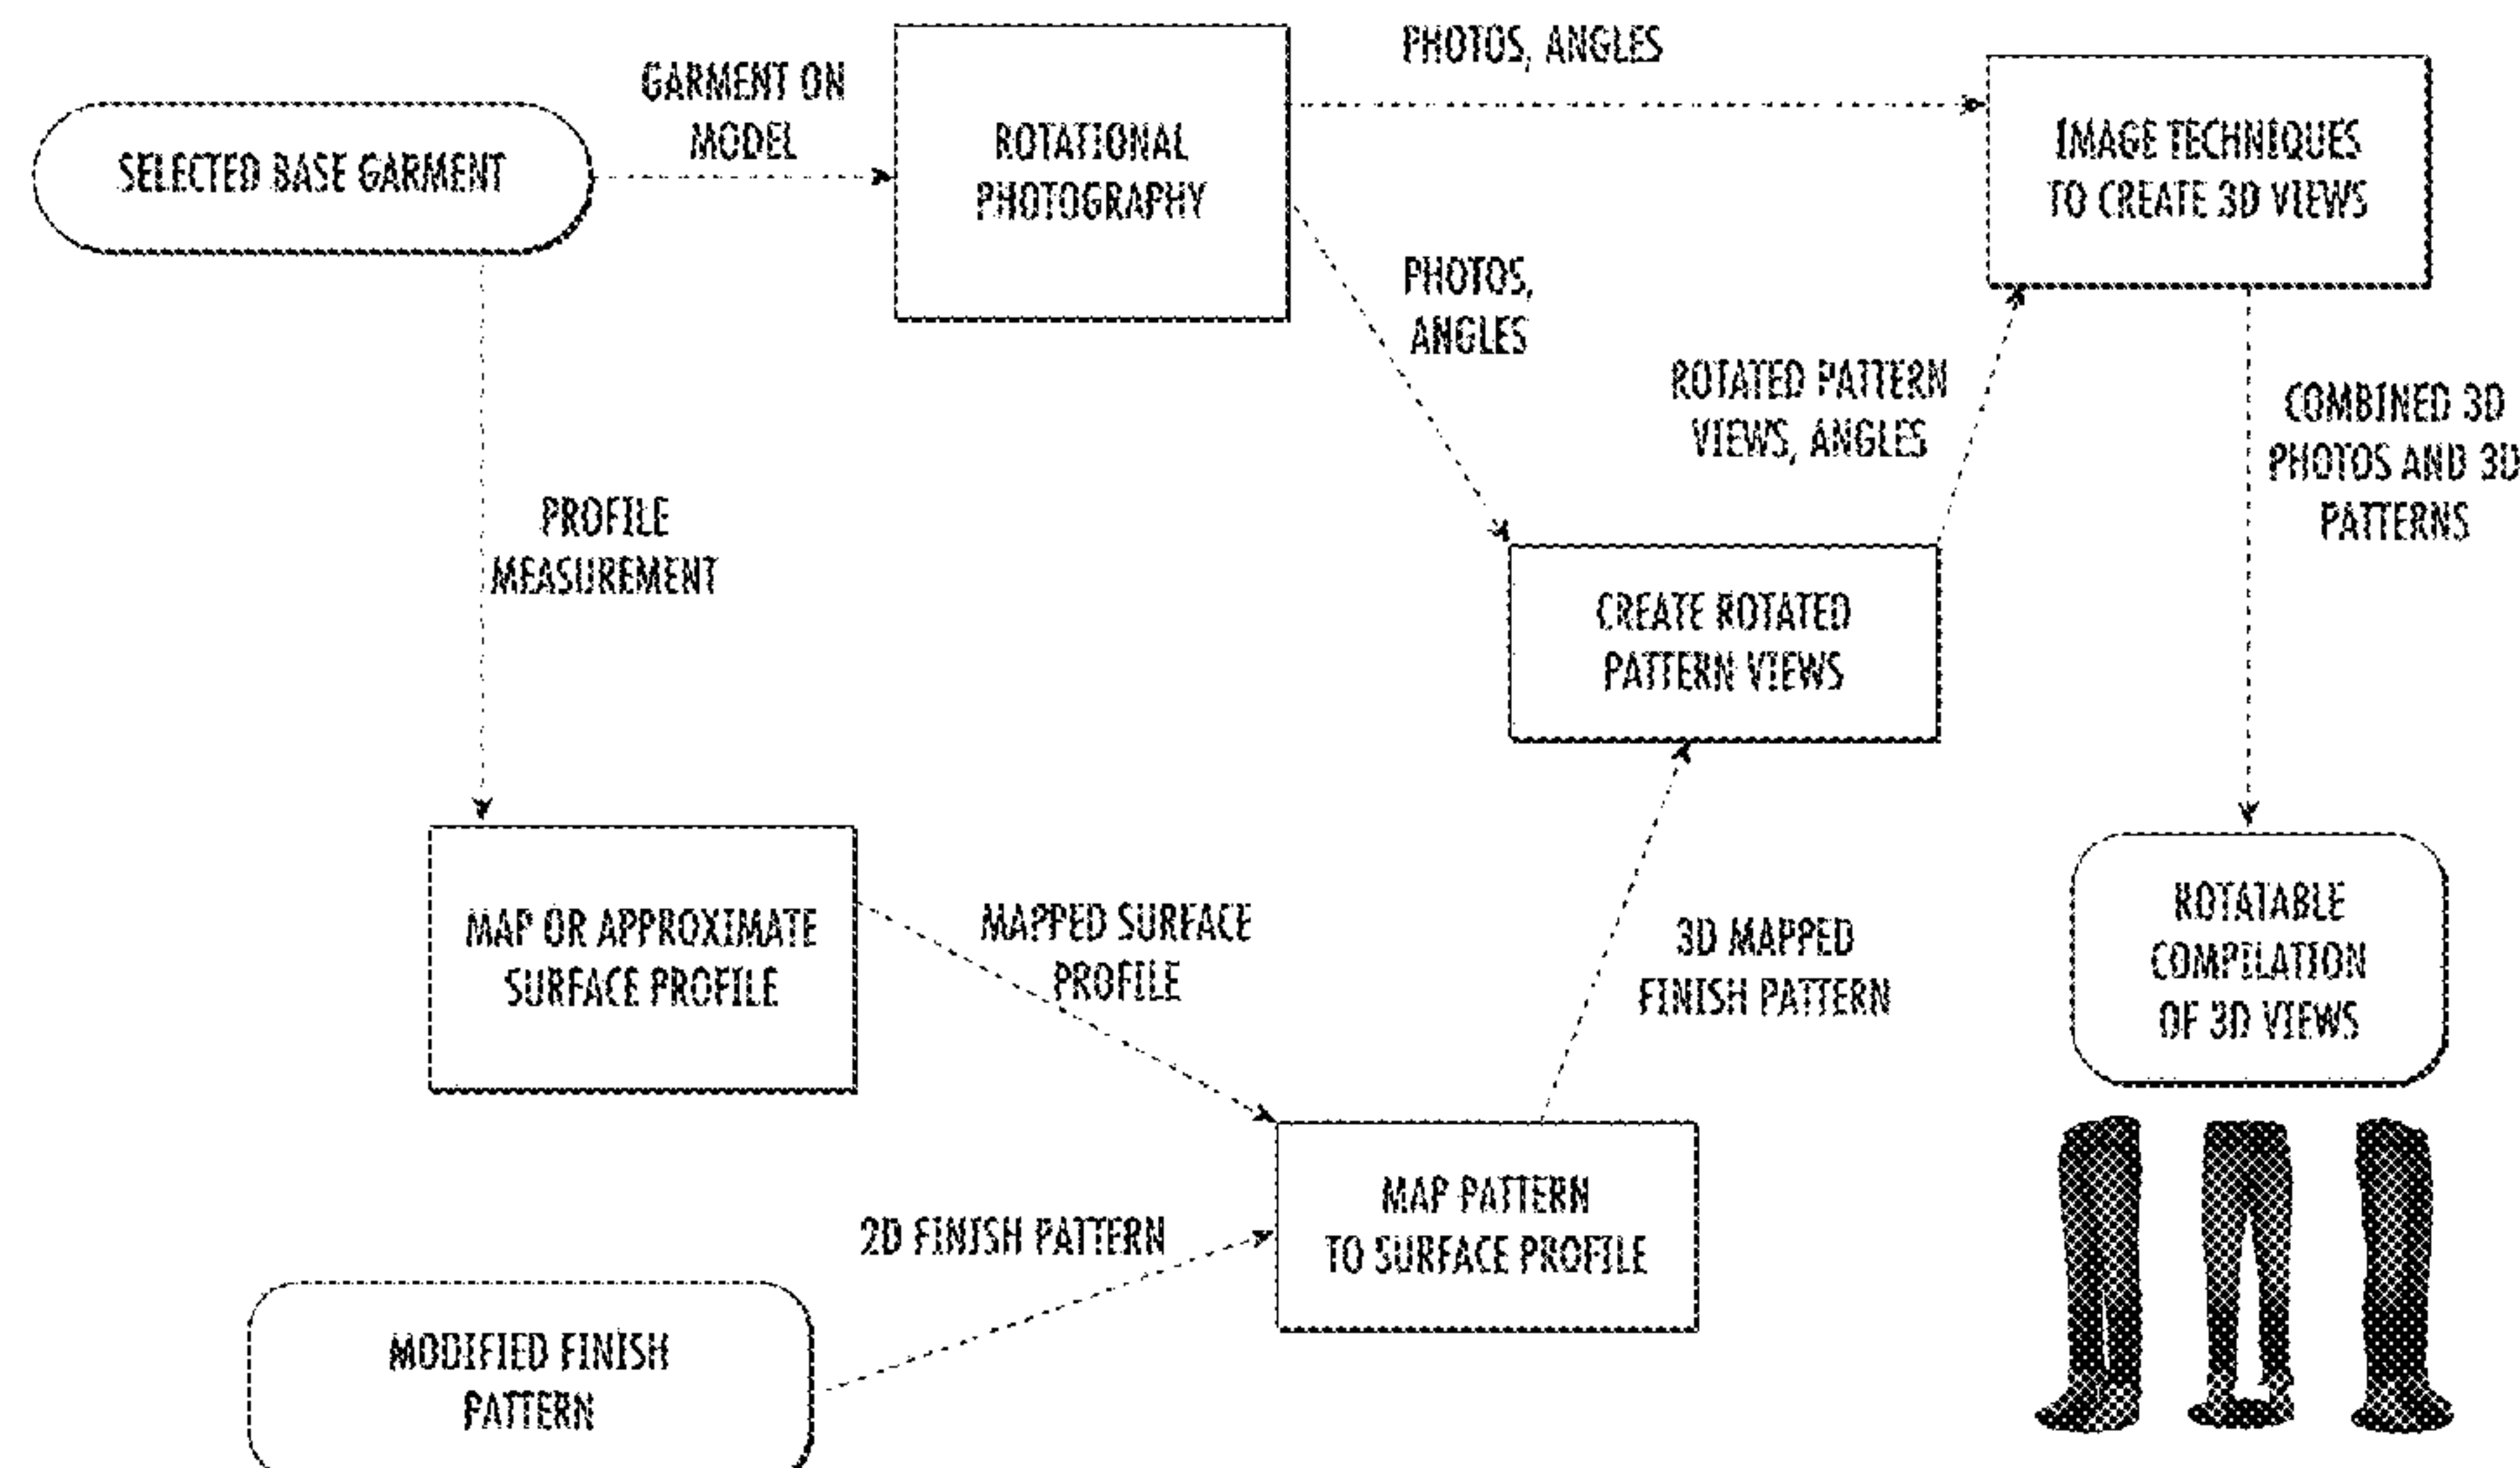 PHOTOS, ANGLES
GARMENT ON
MODEL
SELECTED BASE GARMENT
ROTATIONAL
PHOTOGRAPHY
IMAGE TECHNIQUES
TO CREATE 3D VIEWS
PHOTOS,
ANGLES
ROTATED PATTERN
VIEWS, ANGLES
COMBINED 3D
PHOTOS AND 3D
PATTERNS
PROFILE
MEASUREMENT
CREATE ROTATED
PATTERN VIEWS
MAP OR APPROXIMATE
SURFACE PROFILE
MAPPED SURFACE
PROFILE
3D MAPPED
FINISH PATTERN
ROTATABLE
COMPILATION
OF 3D VIEWS
MAP PATTERN
TO SURFACE PROFILE
2D FINISH PATTERN
MODIFIED FINISH
PATTERN